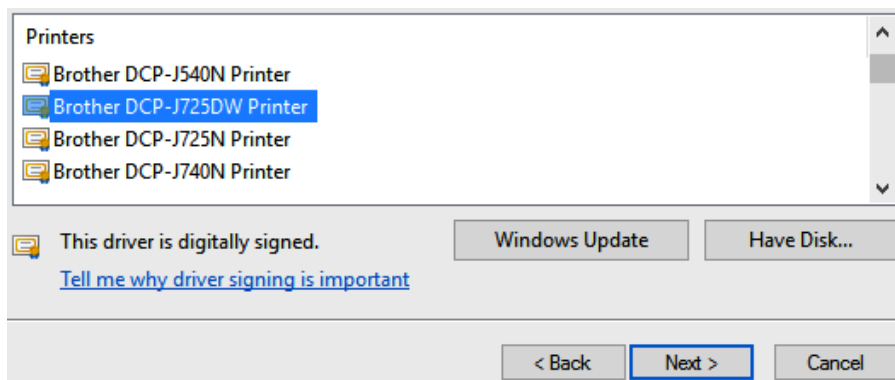 Printers
Brother DCP-J540N Printer
Brother DCP-J725DW Printer
Brother DCP-J725N Printer
Brother DCP-J740N Printer
This driver is digitally signed.
Windows Update
Have Disk...
Tell me why driver signing is important
< Back
Next >
Cancel